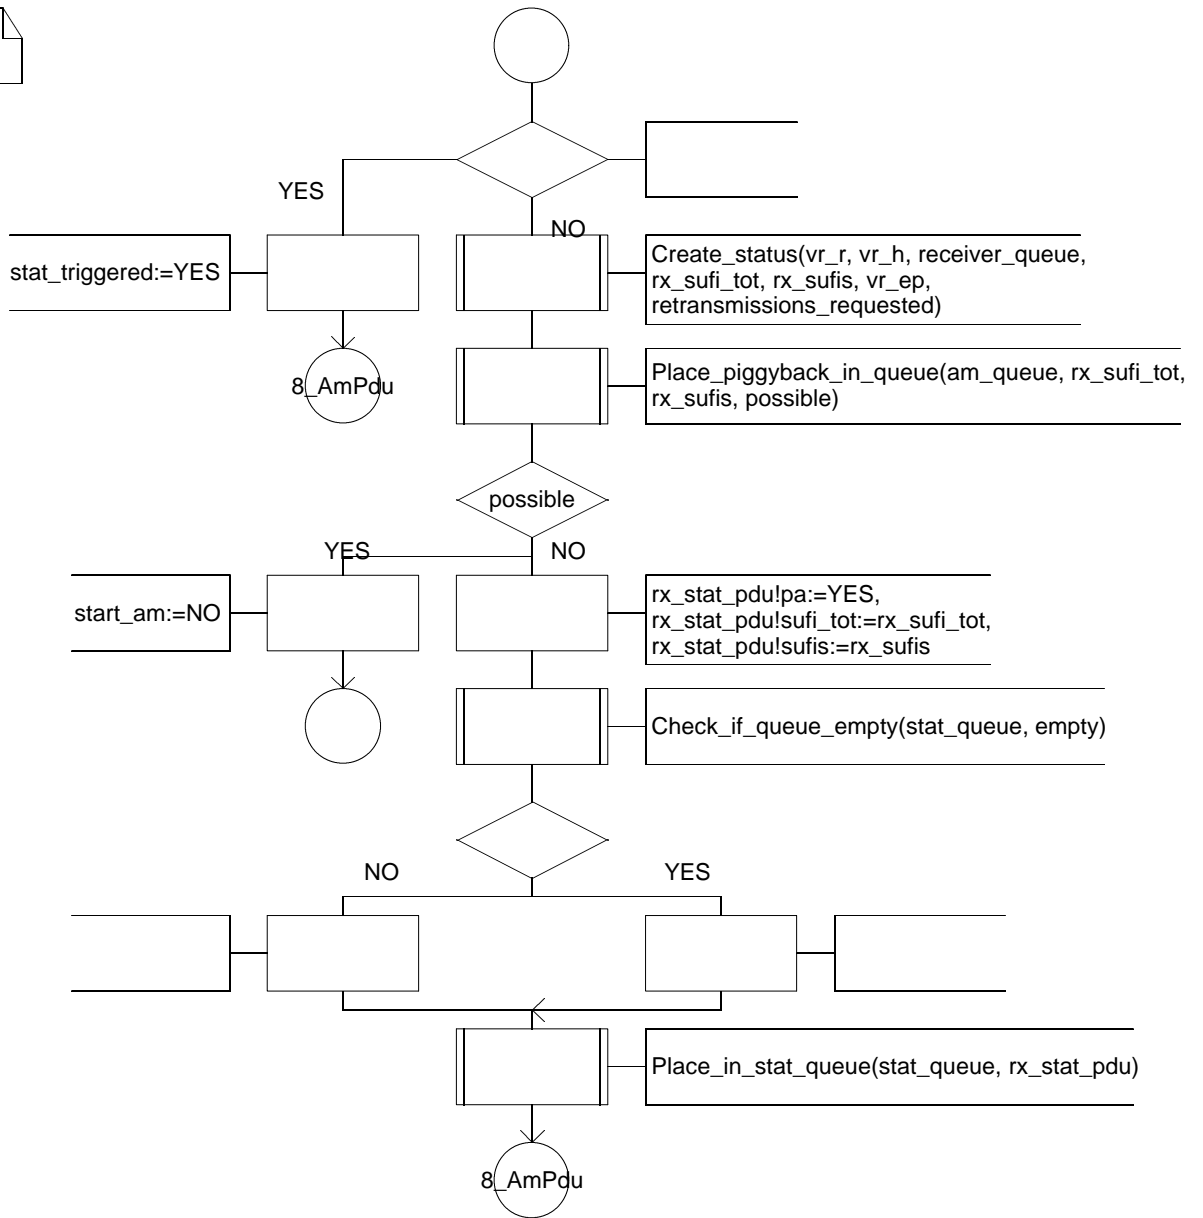 YES
NO
stat_triggered:=YES
Create_status(vr_r, vr_h, receiver_queue,
rx_sufi_tot, rx_sufis, vr_ep,
retransmissions_requested)
8_AmPdu
Place_piggyback_in_queue(am_queue, rx_sufi_tot,
rx_sufis, possible)
possible
YES
NO
start_am:=NO
rx_stat_pdu!pa:=YES,
rx_stat_pdu!sufi_tot:=rx_sufi_tot,
rx_stat_pdu!sufis:=rx_sufis
Check_if_queue_empty(stat_queue, empty)
NO
YES
Place_in_stat_queue(stat_queue, rx_stat_pdu)
8_AmPdu